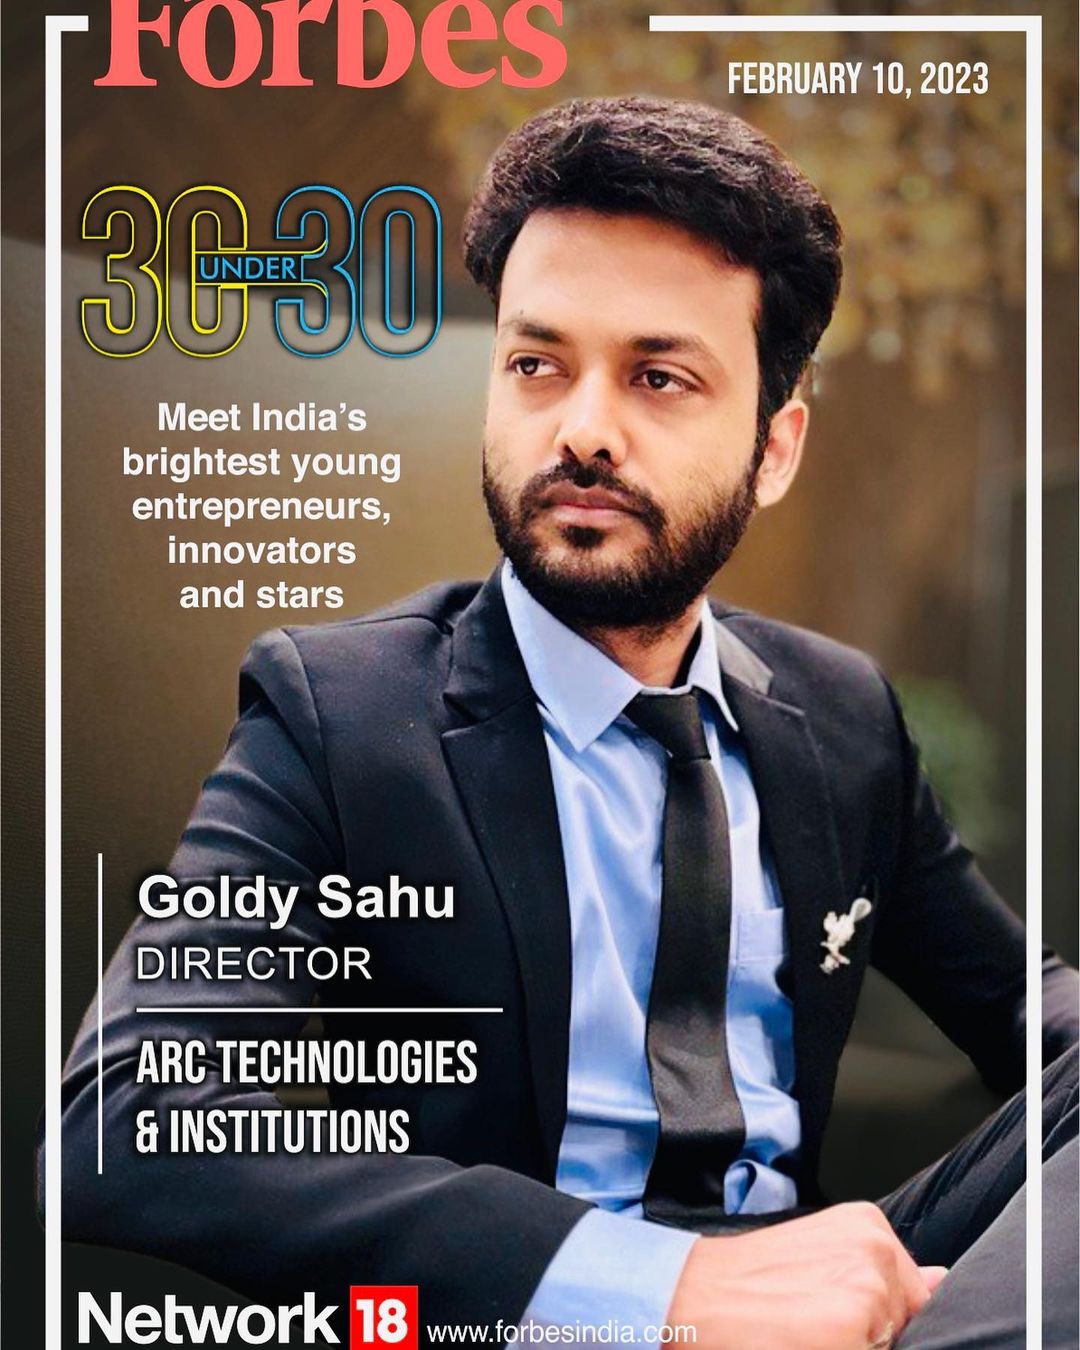 Forbes
FEBRUARY 10, 2023
30 UNDER 30
Meet India's
brightest young
entrepreneurs,
innovators
and stars
Goldy Sahu
DIRECTOR
ARC TECHNOLOGIES
& INSTITUTIONS
Network 18 www.forbesindia.com